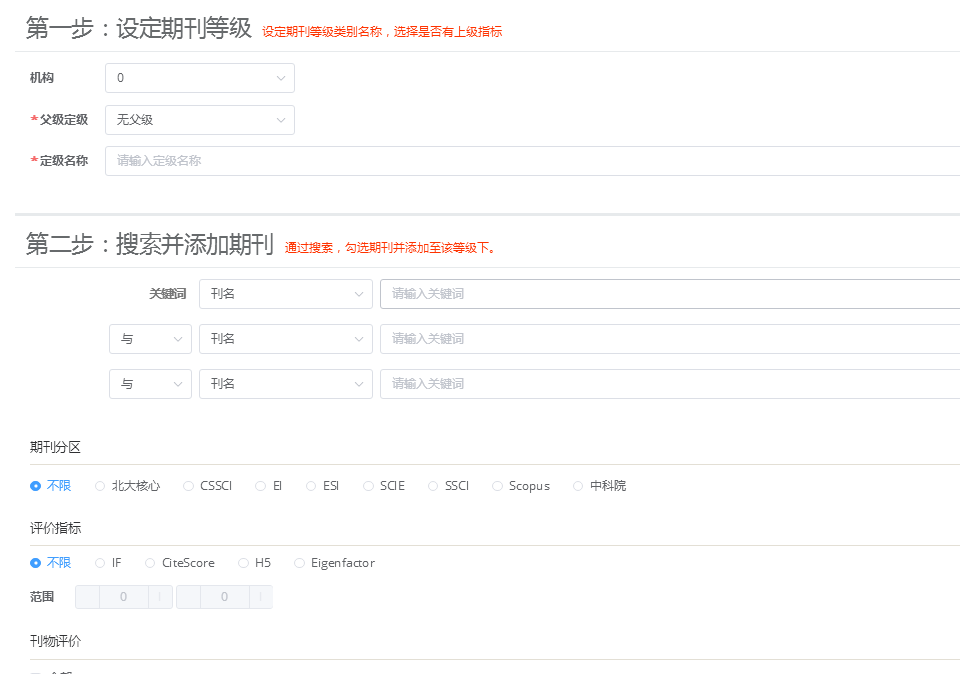 第一步：设定期刊等级 设定期刊等级类别名称，选择是否有上级指标
机构 0
*父级定级 无父级
*定级名称 请输入定级名称
第二步：搜索并添加期刊 通过搜索，勾选期刊并添加至该等级下。
关键词 刊名 请输入关键词
与 刊名 请输入关键词
与 刊名 请输入关键词
期刊分区
不限 北大核心 CSSCI EI ESI SCIE SSCI Scopus 中科院
评价指标
不限 IF CiteScore H5 Eigenfactor
范围 0 0
刊物评价